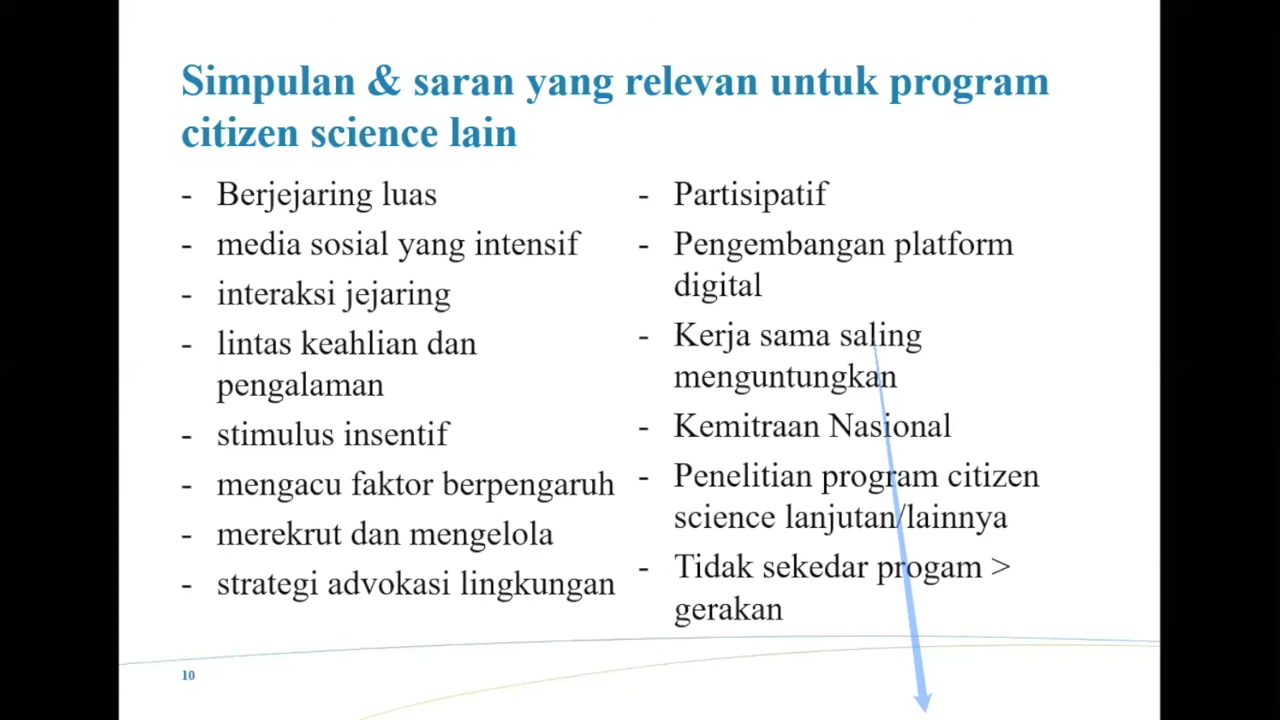 Simpulan & saran yang relevan untuk program
citizen science lain
- Berjejaring luas
- media sosial yang intensif
- interaksi jejaring
- lintas keahlian dan
pengalaman
- stimulus insentif
- mengacu faktor berpengaruh
- merekrut dan mengelola
- strategi advokasi lingkungan
- Partisipatif
- Pengembangan platform
digital
- Kerja sama saling
menguntungkan
- Kemitraan Nasional
- Penelitian program citizen
science lanjutan/lainnya
- Tidak sekedar progam >
gerakan
10